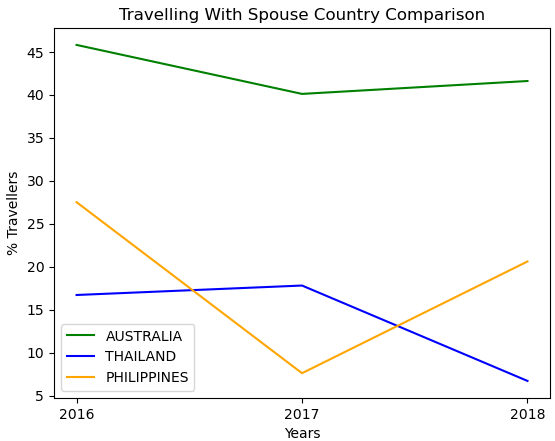 Travelling With Spouse Country Comparison
% Travellers
45
40
35
30
25
20
15
10
5
AUSTRALIA
THAILAND
PHILIPPINES
2016 2017 2018
Years